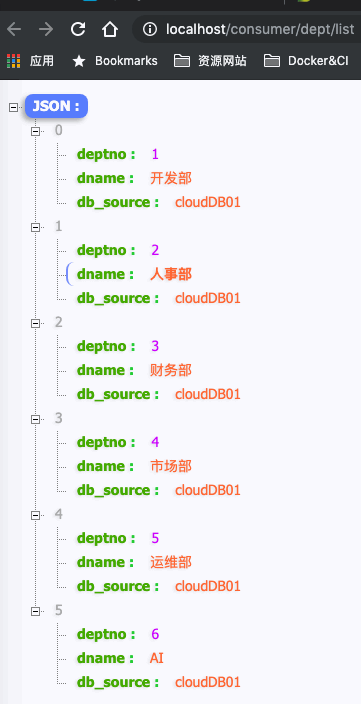 localhost/consumer/dept/list
应用 Bookmarks 资源网站 Docker&CI
JSON :
0
deptno : 1
dname : 开发部
db_source : cloudDB01
1
deptno : 2
dname : 人事部
db_source : cloudDB01
2
deptno : 3
dname : 财务部
db_source : cloudDB01
3
deptno : 4
dname : 市场部
db_source : cloudDB01
4
deptno : 5
dname : 运维部
db_source : cloudDB01
5
deptno : 6
dname : AI
db_source : cloudDB01